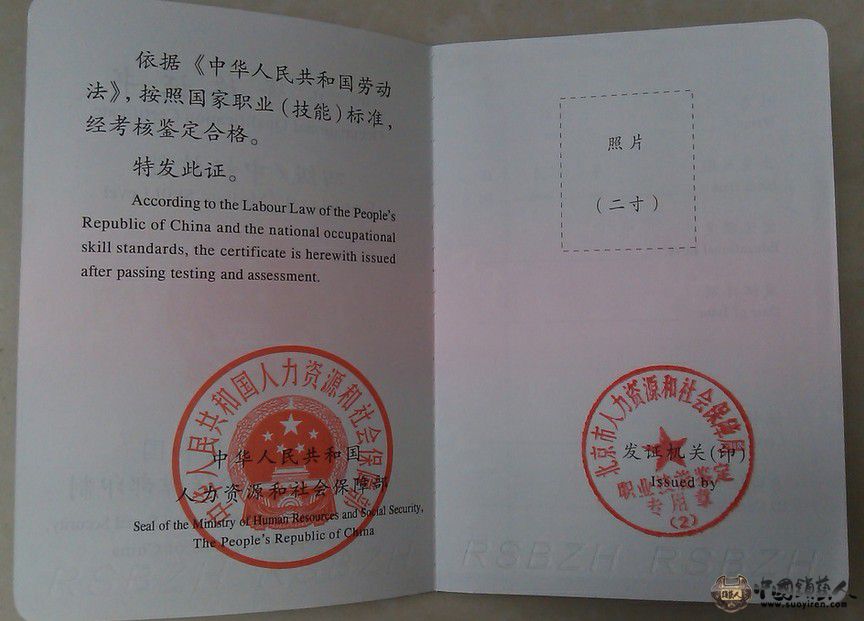 依据《中华人民共和国劳动
法》，按照国家职业（技能）标准，
经考核鉴定合格。
特发此证。
According to the Labour Law of the People's
Republic of China and the national occupational
skill standards, the certificate is herewith issued
after passing testing and assessment.
中华人民共和国人力资源和社会保障部
中华人民共和国
人力资源和社会保障部
Seal of the Ministry of Human Resources and Social Security,
The People's Republic of China
照片
（二寸）
北京市人力资源和社会保障局
发证机关(印)
Issued by
职业技能鉴定
专用章
(2)
RSBZH RSBZH
中國鎖藝人
www.suoyiren.com